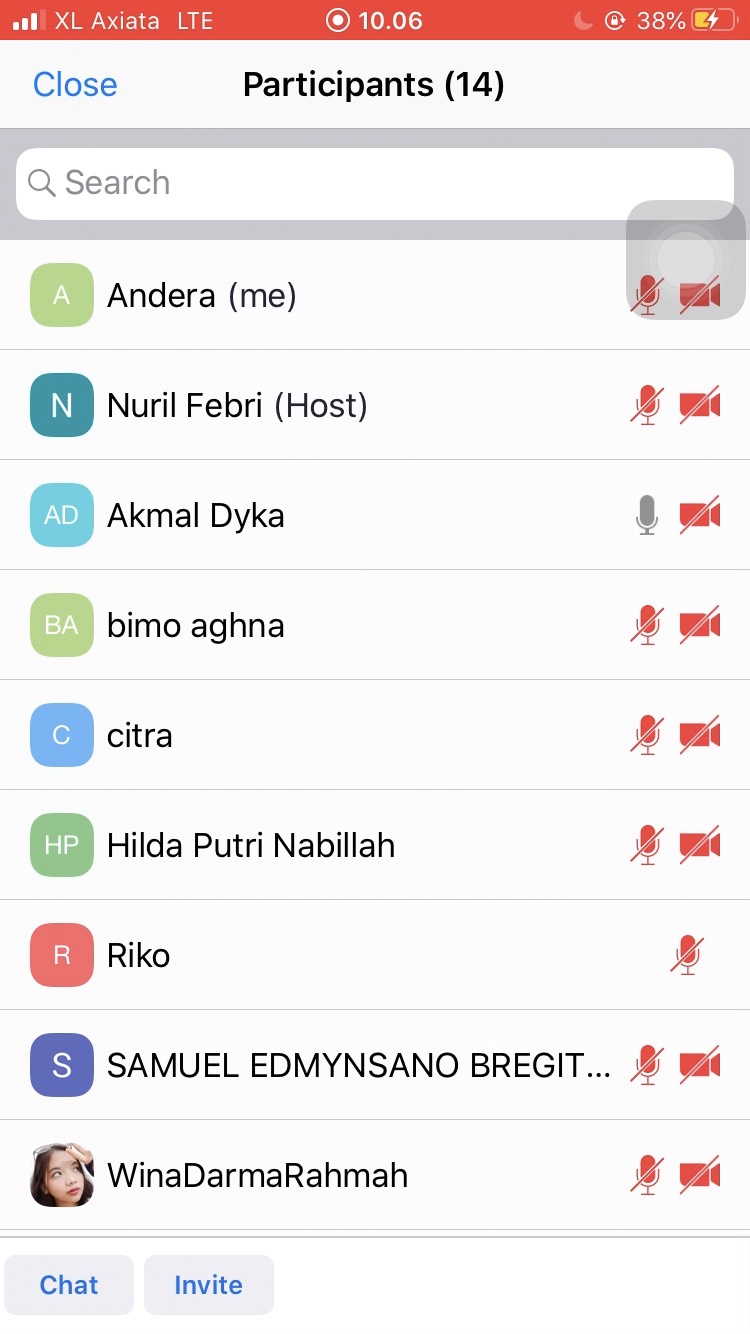 XL Axiata LTE 10.06 38%
Close Participants (14)
Search
A Andera (me)
N Nuril Febri (Host)
AD Akmal Dyka
BA bimo aghna
C citra
HP Hilda Putri Nabillah
R Riko
S SAMUEL EDMYNSANO BREGIT...
WinaDarmaRahmah
Chat Invite